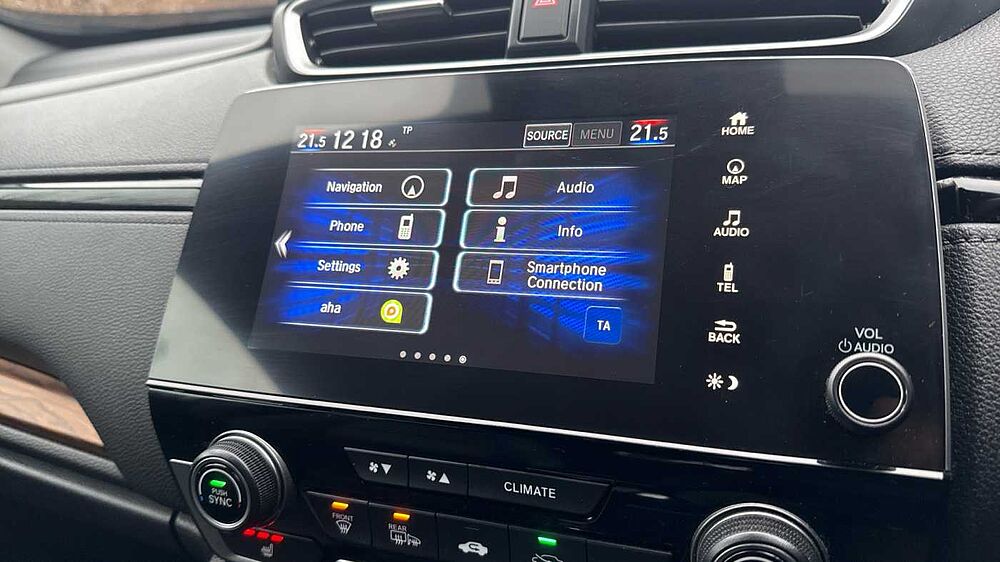 21.5 12 18 TP SOURCE MENU 21.5
Navigation
Audio
Phone
Info
Settings
Smartphone
Connection
aha
TA
HOME
MAP
AUDIO
TEL
BACK
VOL
AUDIO
PUSH
SYNC
CLIMATE
FRONT
REAR